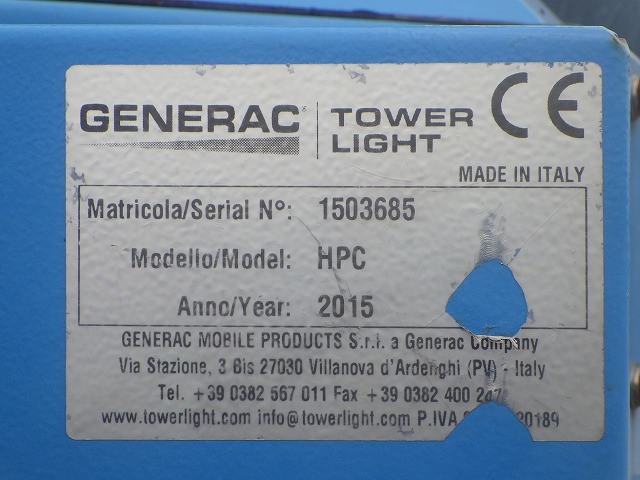 GENERAC TOWER LIGHT
CE
MADE IN ITALY
Matricola/Serial N°: 1503685
Modello/Model: HPC
Anno/Year: 2015
GENERAC MOBILE PRODUCTS S.r.l. a Generac Company
Via Stazione, 3 Bis 27030 Villanova d'Ardenghi (PV) - Italy
Tel. +39 0382 567 011 Fax +39 0382 400 247
www.towerlight.com info@towerlight.com P.IVA